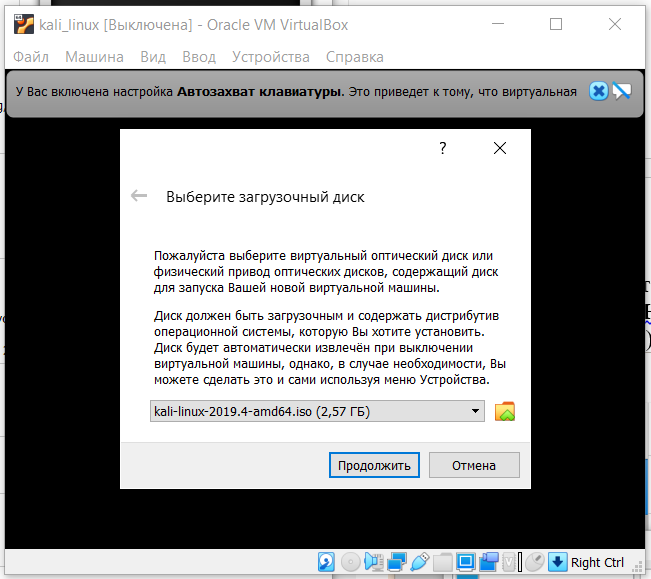 kali_linux [Выключена] - Oracle VM VirtualBox
Файл Машина Вид Ввод Устройства Справка
У Вас включена настройка Автозахват клавиатуры. Это приведет к тому, что виртуальная
?
Выберите загрузочный диск
Пожалуйста выберите виртуальный оптический диск или
физический привод оптических дисков, содержащий диск
для запуска Вашей новой виртуальной машины.
Диск должен быть загрузочным и содержать дистрибутив
операционной системы, которую Вы хотите установить.
Диск будет автоматически извлечён при выключении
виртуальной машины, однако, в случае необходимости, Вы
можете сделать это и сами используя меню Устройства.
kali-linux-2019.4-amd64.iso (2,57 ГБ)
Продолжить Отмена
Right Ctrl